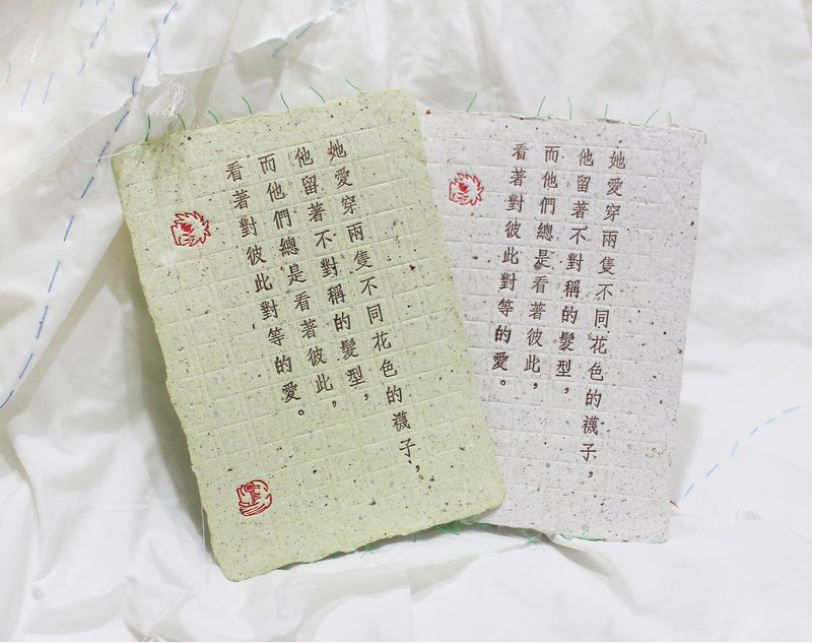 她愛穿兩隻不同花色的襪子，
他留著不對稱的髮型，
而他們總是看著彼此，
看著對彼此對等的愛。
她愛穿兩隻不同花色的襪子，
他留著不對稱的髮型，
而他們總是看著彼此，
看著對彼此對等的愛。